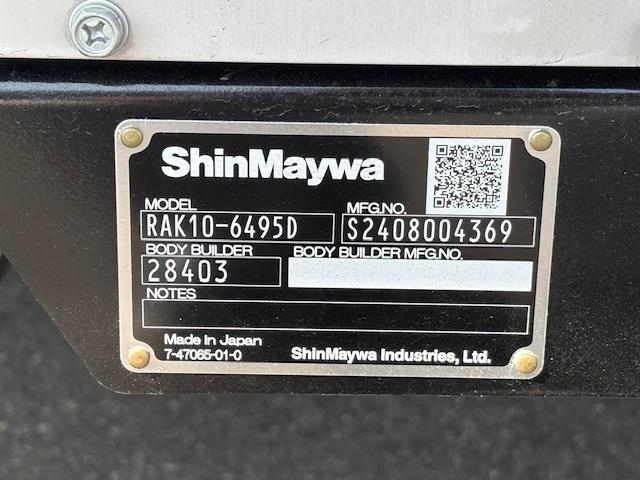 ShinMaywa
MODEL MFG.NO.
RAK10-6495D S2408004369
BODY BUILDER BODY BUILDER MFG.NO.
28403
NOTES
Made in Japan
7-47065-01-0 ShinMaywa Industries, Ltd.